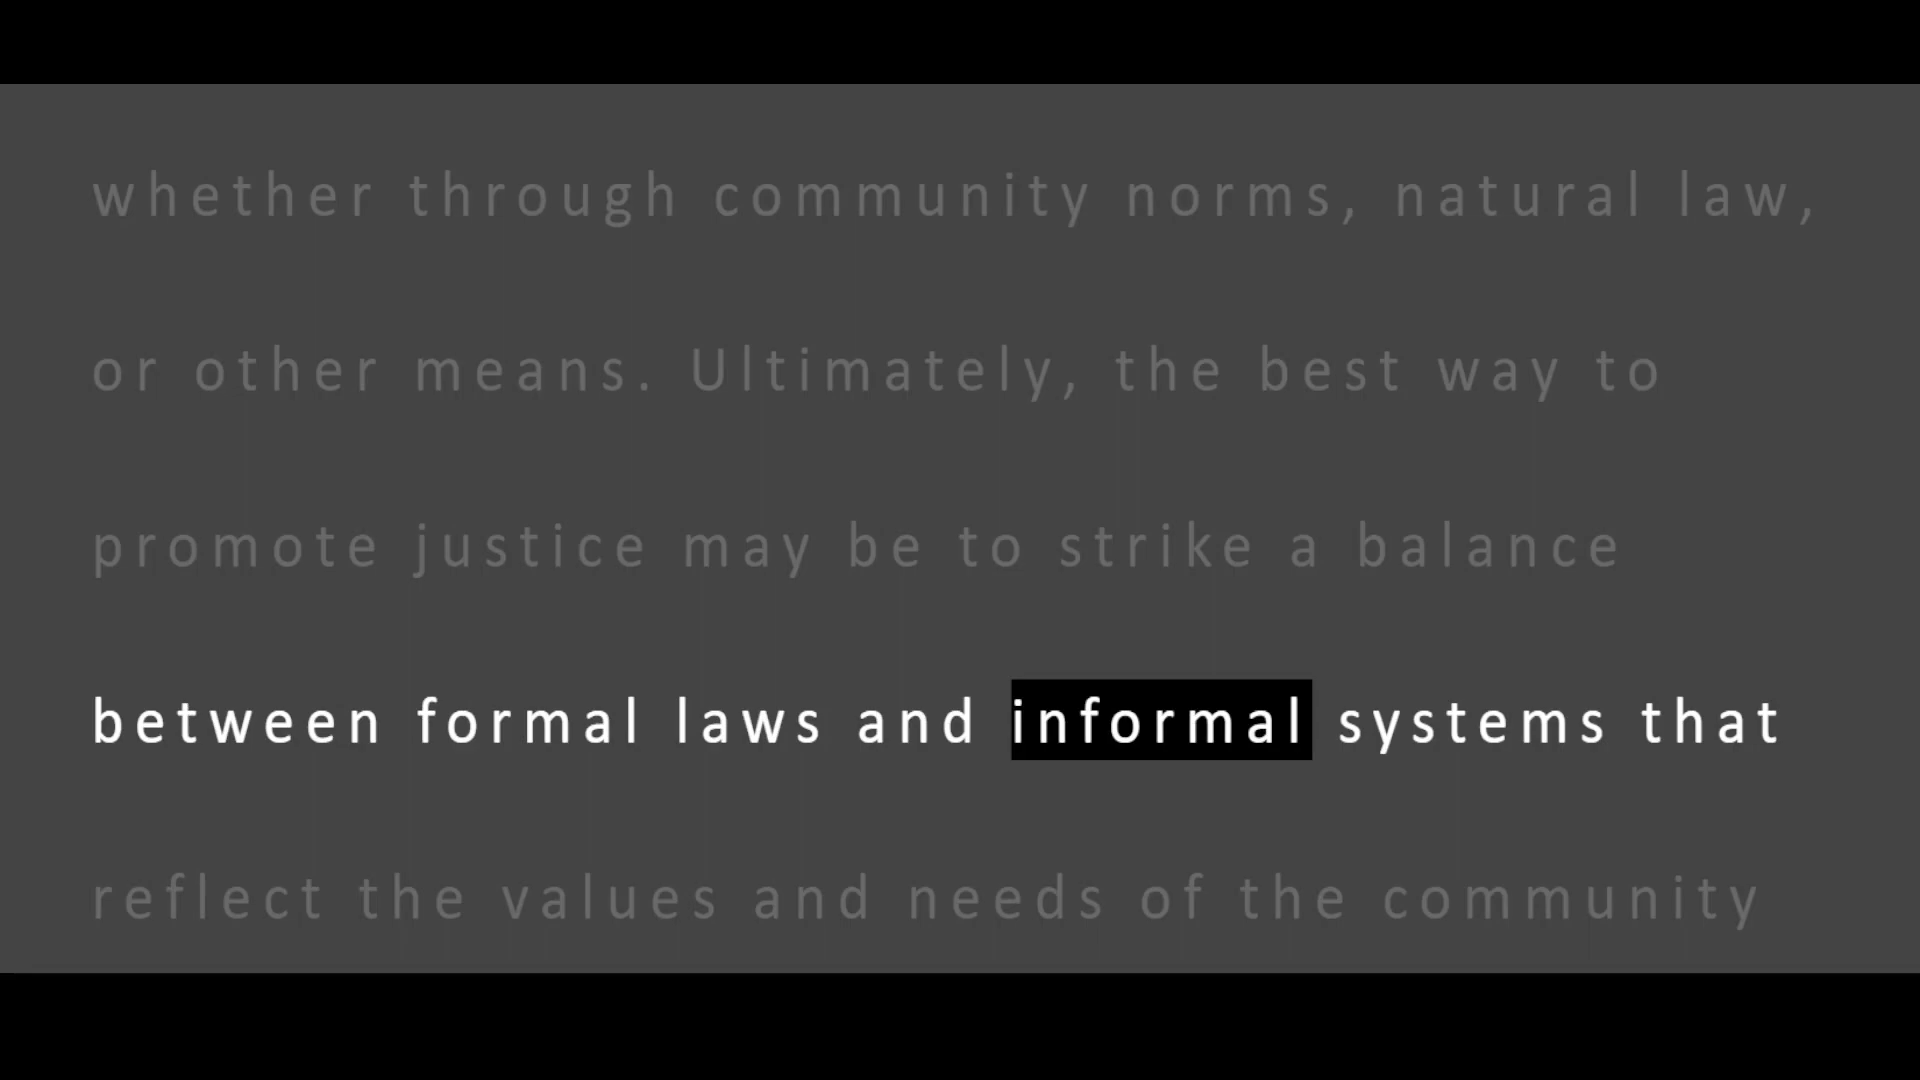 whether through community norms, natural law,
or other means. Ultimately, the best way to
promote justice may be to strike a balance
between formal laws and informal systems that
reflect the values and needs of the community